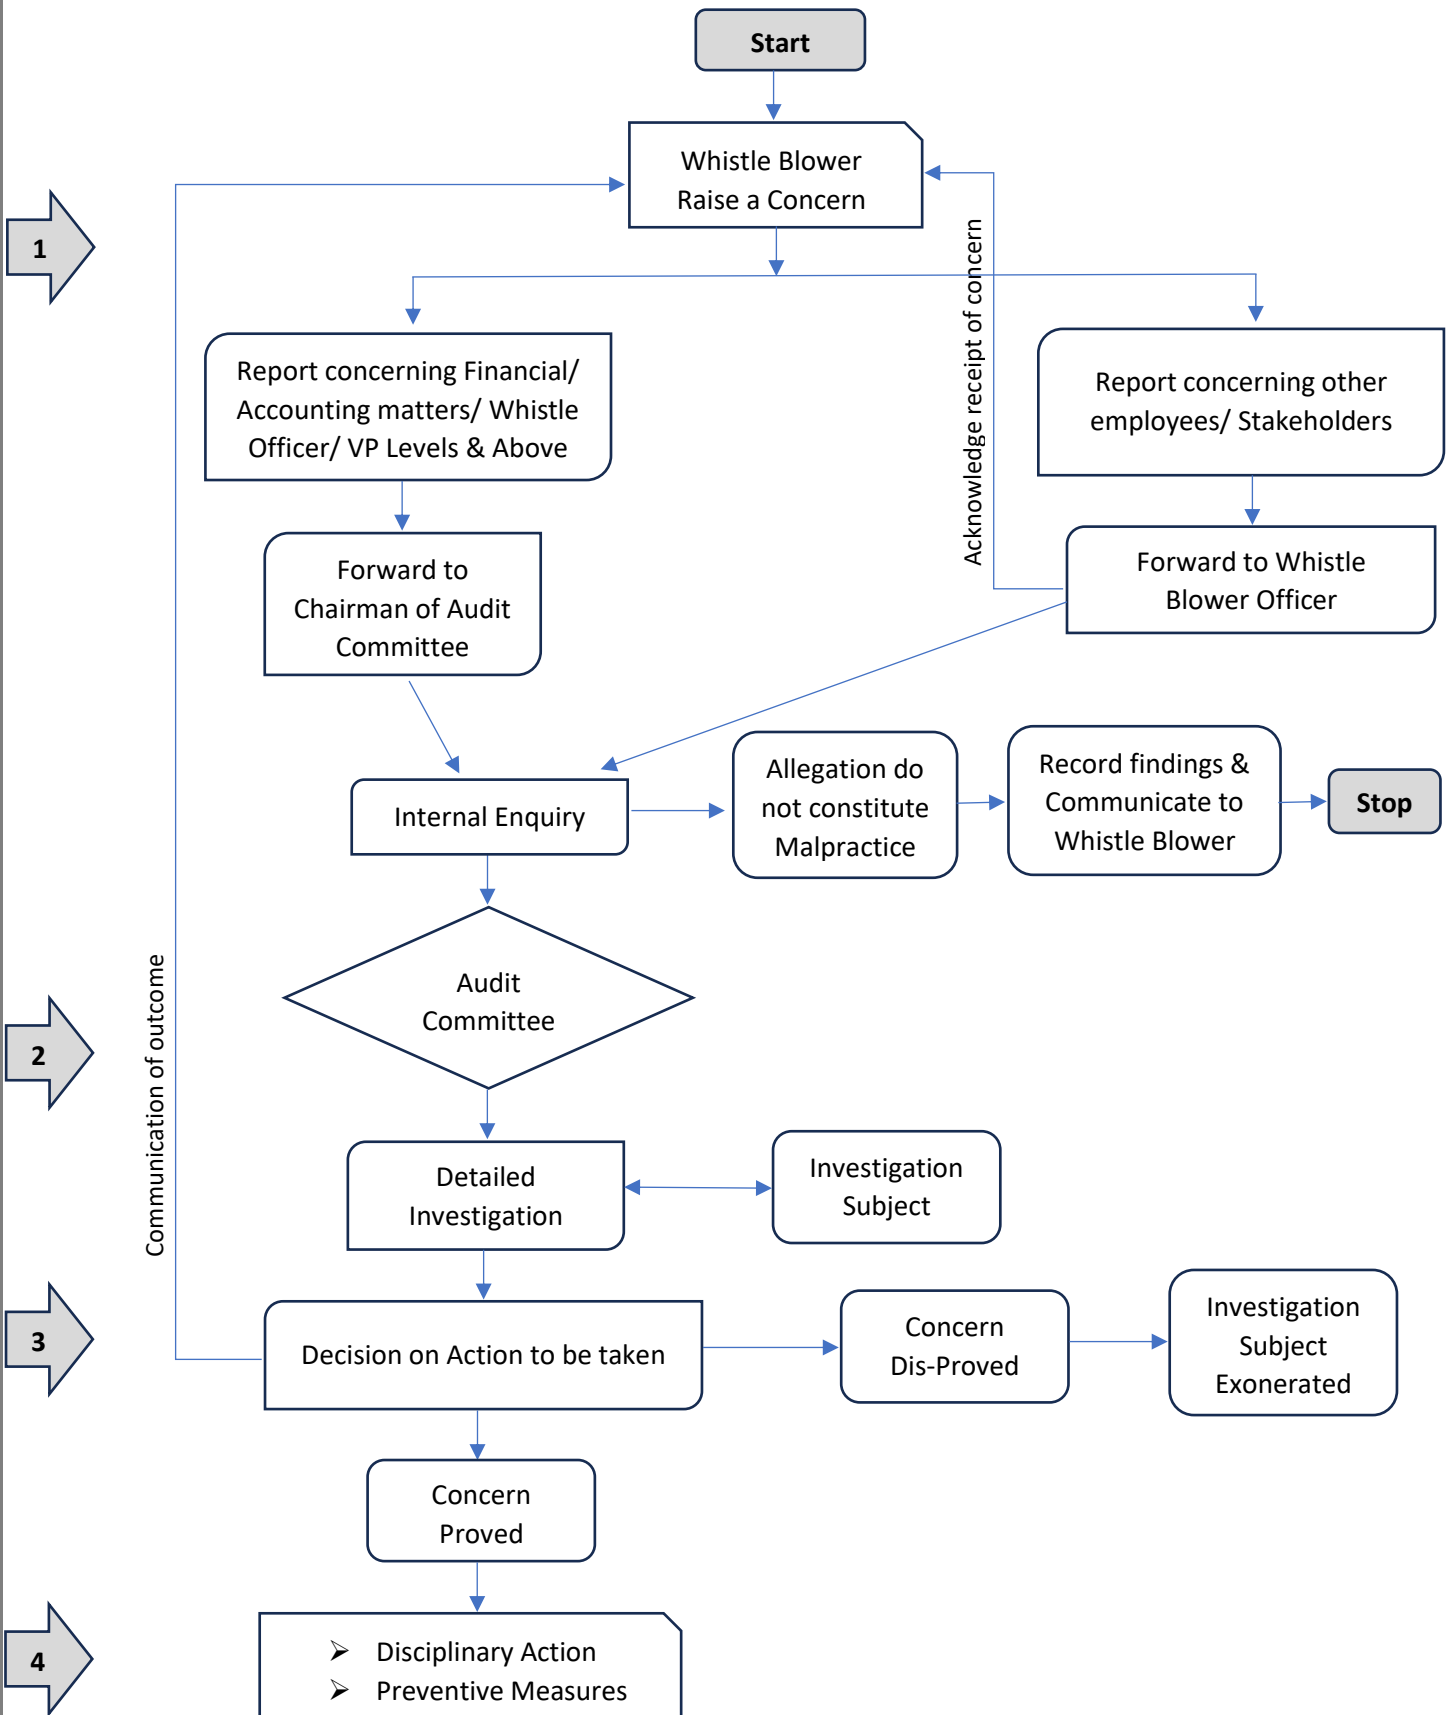 Start
Whistle Blower
Raise a Concern
1
Acknowledge receipt of concern
Report concerning Financial/
Accounting matters/ Whistle
Officer/ VP Levels & Above
Report concerning other
employees/ Stakeholders
Forward to
Chairman of Audit
Committee
Forward to Whistle
Blower Officer
Internal Enquiry
Allegation do
not constitute
Malpractice
Record findings &
Communicate to
Whistle Blower
Stop
Audit
Committee
2
Communication of outcome
Detailed
Investigation
Investigation
Subject
3
Decision on Action to be taken
Concern
Dis-Proved
Investigation
Subject
Exonerated
Concern
Proved
4
➢ Disciplinary Action
➢ Preventive Measures